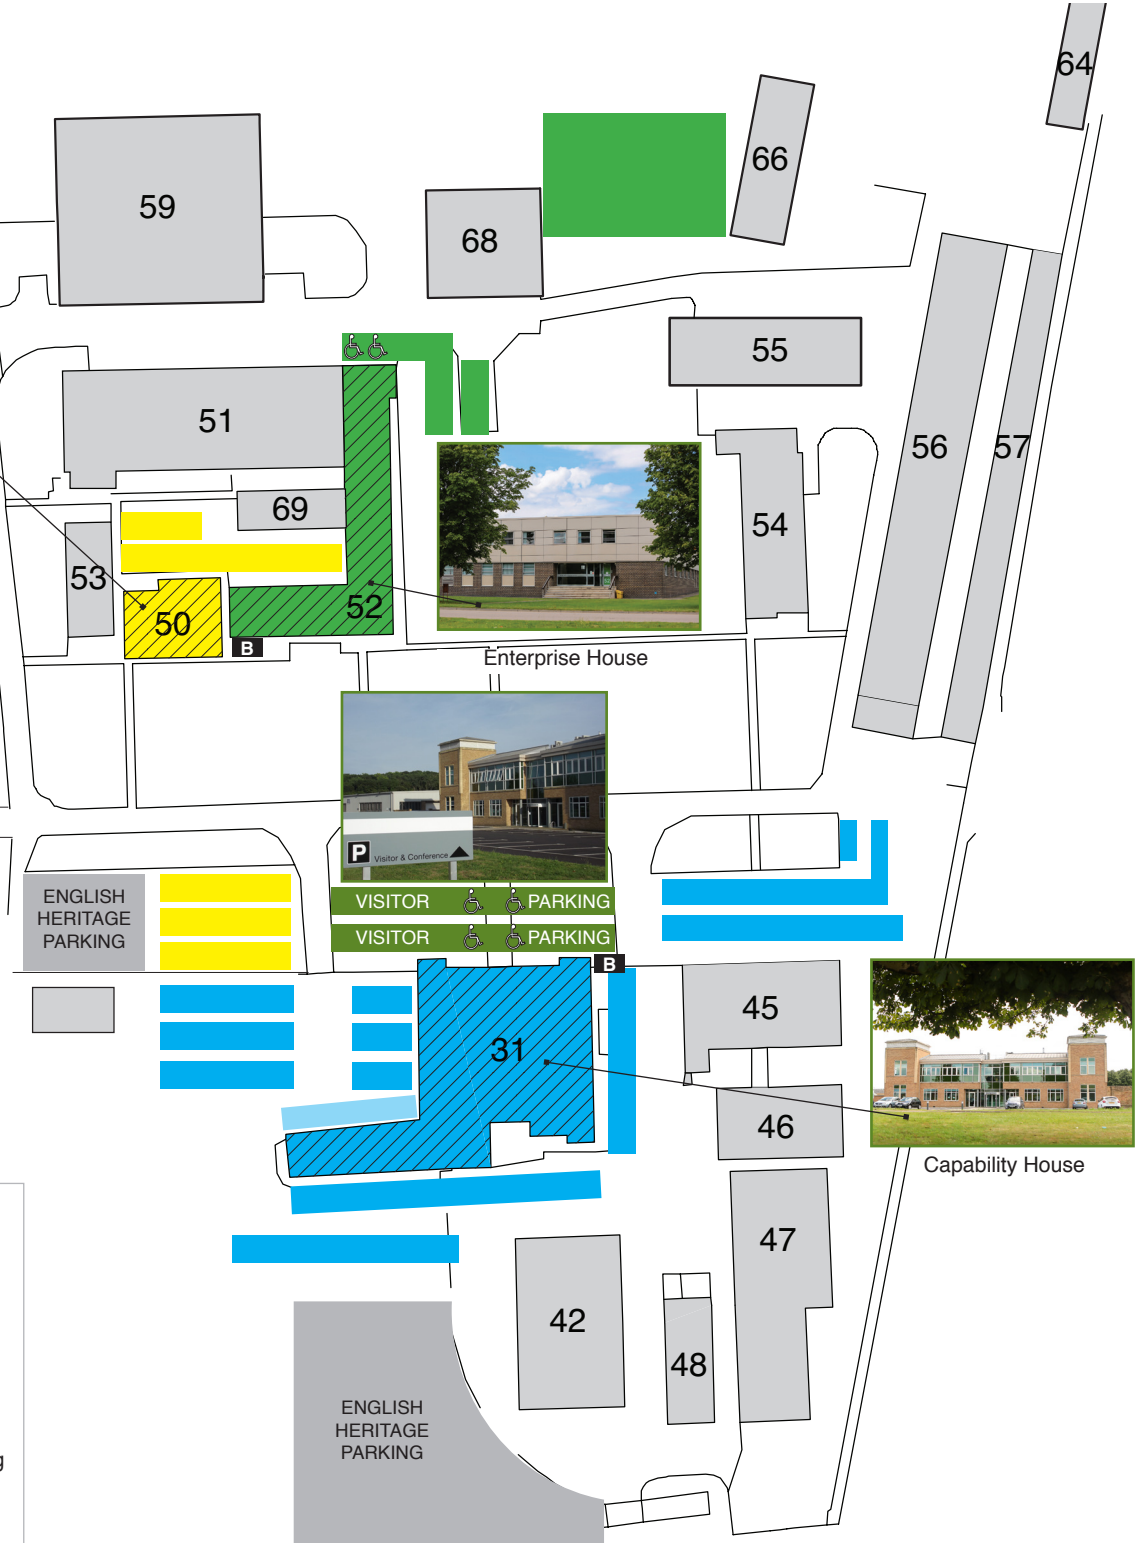 64
66
59
68
55
51
56
57
69
54
53
50
52
B
Enterprise House
P Visitor & Conference
ENGLISH
HERITAGE
PARKING
VISITOR PARKING
VISITOR PARKING
B
45
31
46
Capability House
47
42
48
ENGLISH
HERITAGE
PARKING
g